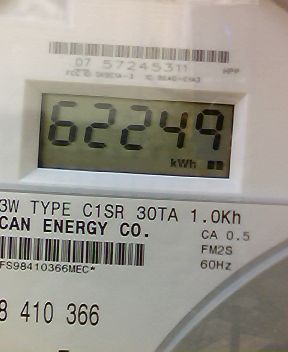 07 57245311
HPP
62249
kWh
3W TYPE C1SR 30TA 1.0Kh
CAN ENERGY CO.
CA 0.5
FM2S
FS98410366MEC*
60Hz
8 410 366